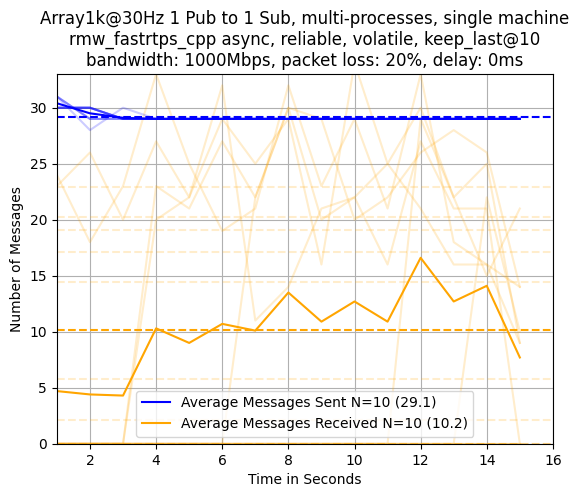 Array1k@30Hz 1 Pub to 1 Sub, multi-processes, single machine
rmw_fastrtps_cpp async, reliable, volatile, keep_last@10
bandwidth: 1000Mbps, packet loss: 20%, delay: 0ms
Number of Messages
30
25
20
15
10
5
0
Average Messages Sent N=10 (29.1)
Average Messages Received N=10 (10.2)
2 4 6 8 10 12 14 16
Time in Seconds